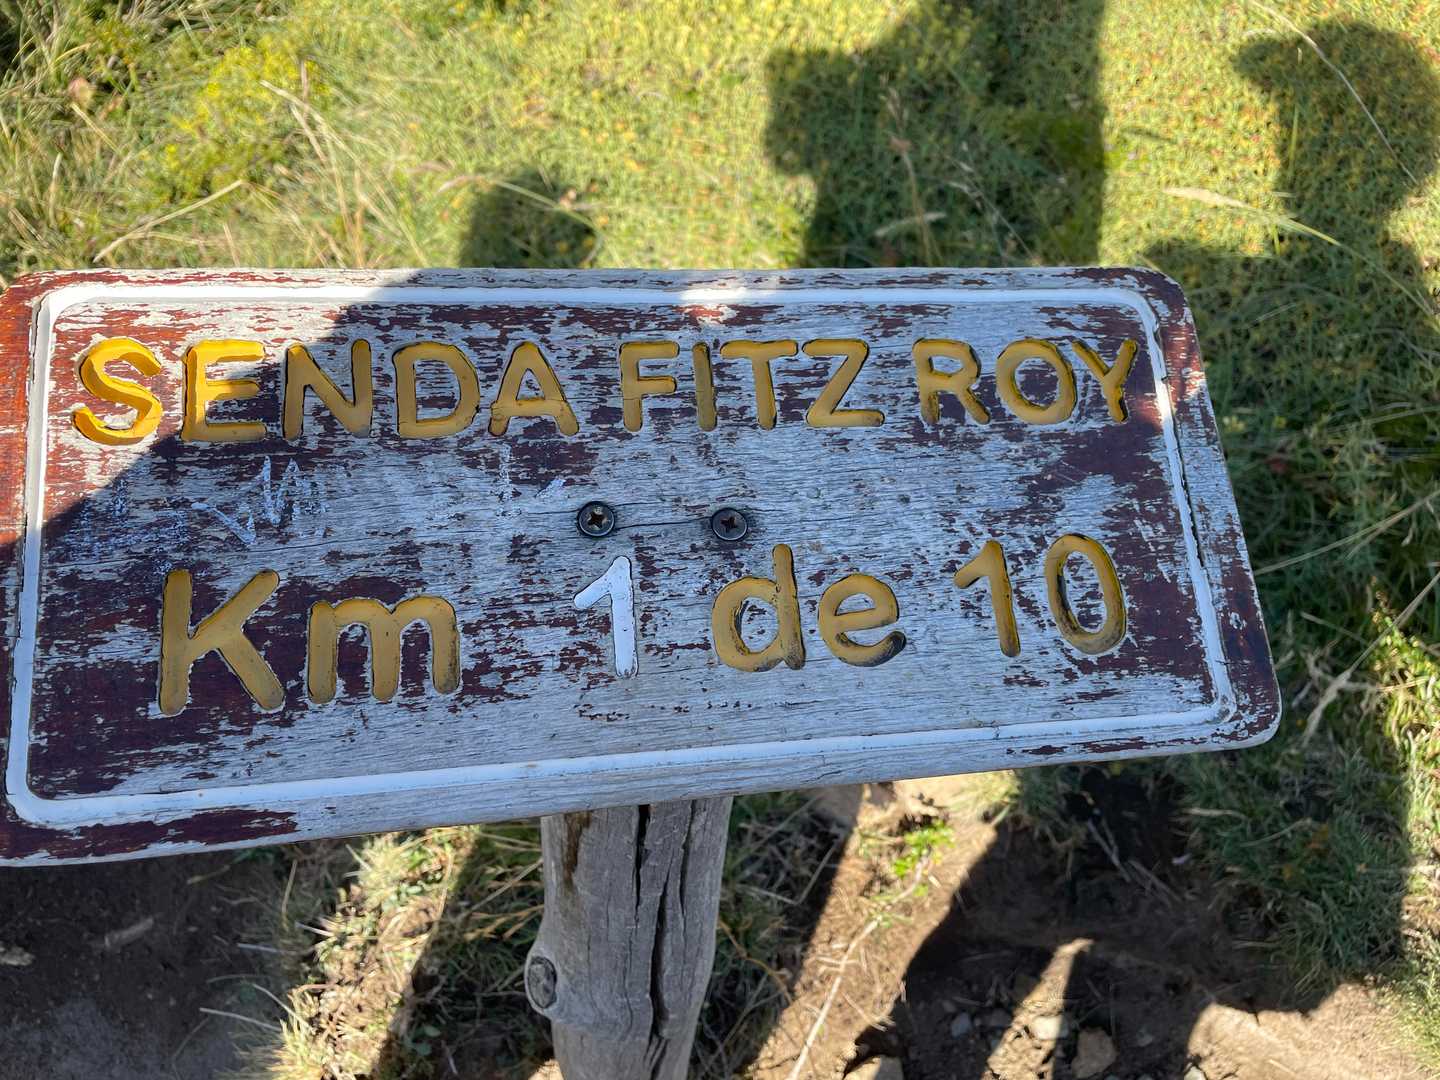 SENDA FITZ ROY
Km 1 de 10